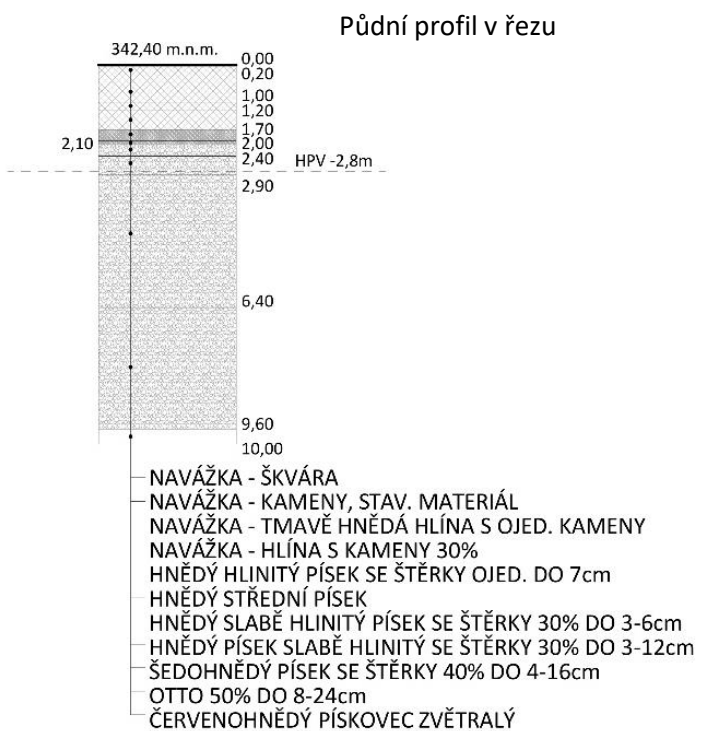 Půdní profil v řezu
342,40 m.n.m.
0,00
0,20
1,00
1,20
1,70
2,10
2,00
2,40
HPV -2,8m
2,90
6,40
9,60
10,00
NAVÁŽKA - ŠKVÁRA
NAVÁŽKA - KAMENY, STAV. MATERIÁL
NAVÁŽKA - TMAVĚ HNĚDÁ HLÍNA S OJED. KAMENY
NAVÁŽKA - HLÍNA S KAMENY 30%
HNĚDÝ HLINITÝ PÍSEK SE ŠTĚRKY OJED. DO 7cm
HNĚDÝ STŘEDNÍ PÍSEK
HNĚDÝ SLABĚ HLINITÝ PÍSEK SE ŠTĚRKY 30% DO 3-6cm
HNĚDÝ PÍSEK SLABĚ HLINITÝ SE ŠTĚRKY 30% DO 3-12cm
ŠEDOHNĚDÝ PÍSEK SE ŠTĚRKY 40% DO 4-16cm
OTTO 50% DO 8-24cm
ČERVENOHNĚDÝ PÍSKOVEC ZVĚTRALÝ